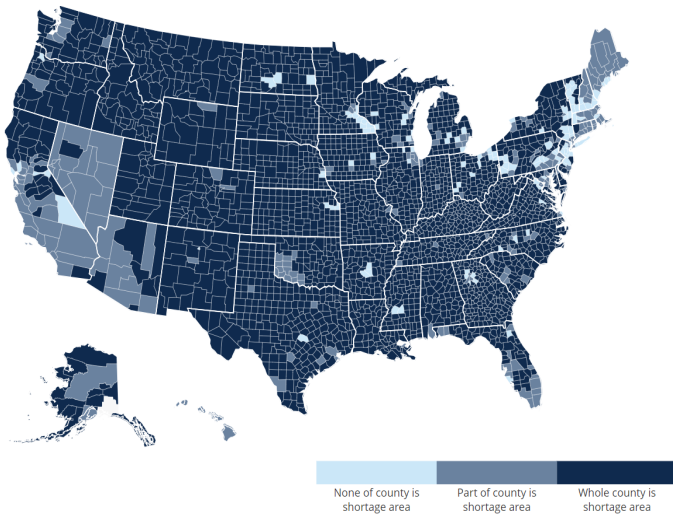 None of county is
shortage area
Part of county is
shortage area
Whole county is
shortage area